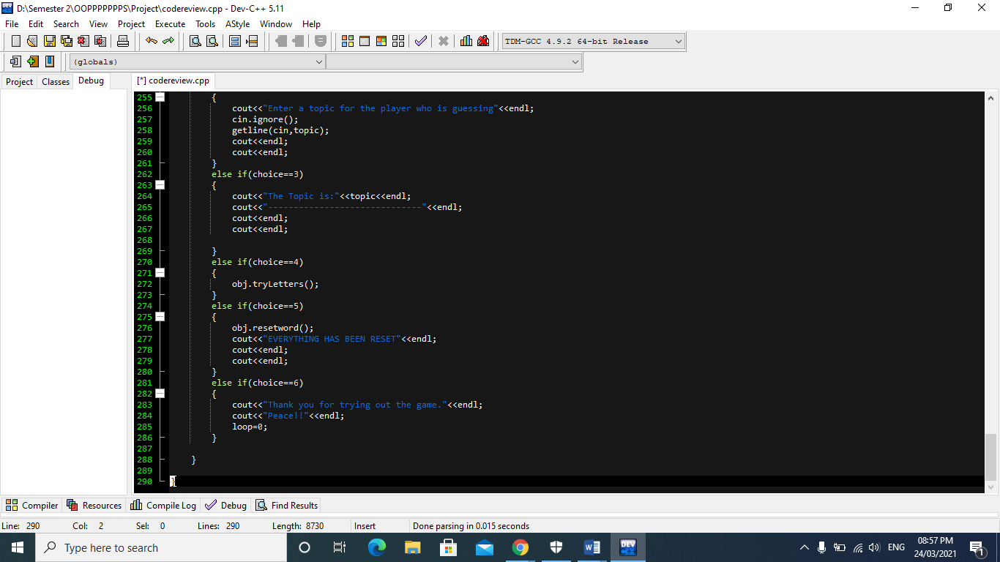 D:\Semester 2\OOPPPPPPPS\Project\codereview.cpp - Dev-C++ 5.11
File Edit Search View Project Execute Tools AStyle Window Help
TDM-GCC 4.9.2 64-bit Release
(globals)
Project Classes Debug [*] codereview.cpp
255 {
256 cout<<"Enter a topic for the player who is guessing"<<endl;
257 cin.ignore();
258 getline(cin,topic);
259 cout<<endl;
260 cout<<endl;
261 }
262 else if(choice==3)
263 {
264 cout<<"The Topic is:"<<topic<<endl;
265 cout<<"------------------------------"<<endl;
266 cout<<endl;
267 cout<<endl;
268
269 }
270 else if(choice==4)
271 {
272 obj.tryLetters();
273 }
274 else if(choice==5)
275 {
276 obj.resetword();
277 cout<<"EVERYTHING HAS BEEN RESET"<<endl;
278 cout<<endl;
279 cout<<endl;
280 }
281 else if(choice==6)
282 {
283 cout<<"Thank you for trying out the game."<<endl;
284 cout<<"Peace!!"<<endl;
285 loop=0;
286 }
287
288 }
289
290 }
Compiler Resources Compile Log Debug Find Results
Line: 290 Col: 2 Sel: 0 Lines: 290 Length: 8730 Insert Done parsing in 0.015 seconds
Type here to search
ENG
08:57 PM
24/03/2021
1
DEV